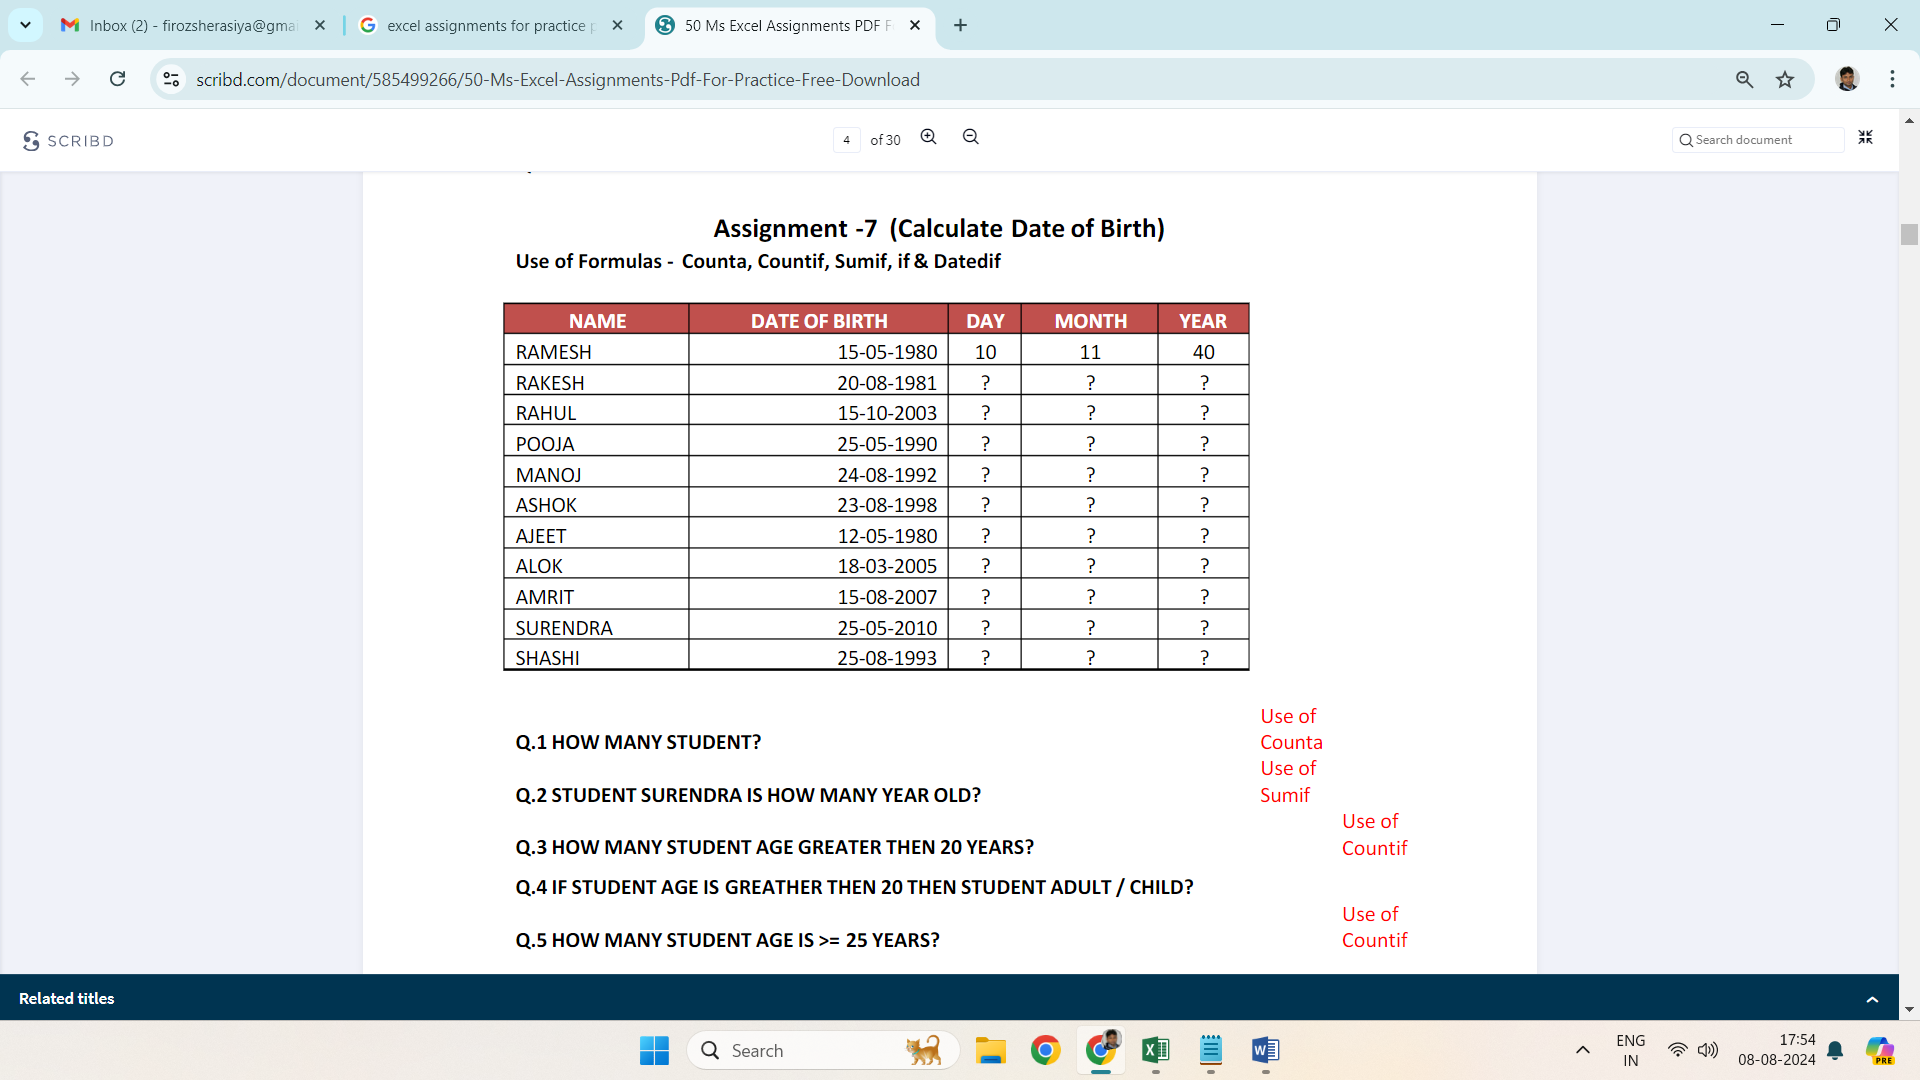 Inbox (2) - firozsherasiya@gma
excel assignments for practice p
50 Ms Excel Assignments PDF F
scribd.com/document/585499266/50-Ms-Excel-Assignments-Pdf-For-Practice-Free-Download
SCRIBD
4 of 30
Search document
Assignment -7 (Calculate Date of Birth)
Use of Formulas - Counta, Countif, Sumif, if & Datedif
NAME DATE OF BIRTH DAY MONTH YEAR
RAMESH 15-05-1980 10 11 40
RAKESH 20-08-1981 ? ? ?
RAHUL 15-10-2003 ? ? ?
POOJA 25-05-1990 ? ? ?
MANOJ 24-08-1992 ? ? ?
ASHOK 23-08-1998 ? ? ?
AJEET 12-05-1980 ? ? ?
ALOK 18-03-2005 ? ? ?
AMRIT 15-08-2007 ? ? ?
SURENDRA 25-05-2010 ? ? ?
SHASHI 25-08-1993 ? ? ?
Use of
Q.1 HOW MANY STUDENT? Counta
Use of
Q.2 STUDENT SURENDRA IS HOW MANY YEAR OLD? Sumif
Use of
Q.3 HOW MANY STUDENT AGE GREATER THEN 20 YEARS? Countif
Q.4 IF STUDENT AGE IS GREATHER THEN 20 THEN STUDENT ADULT / CHILD?
Use of
Q.5 HOW MANY STUDENT AGE IS >= 25 YEARS? Countif
Related titles
Search
ENG
IN
17:54
08-08-2024
PRE